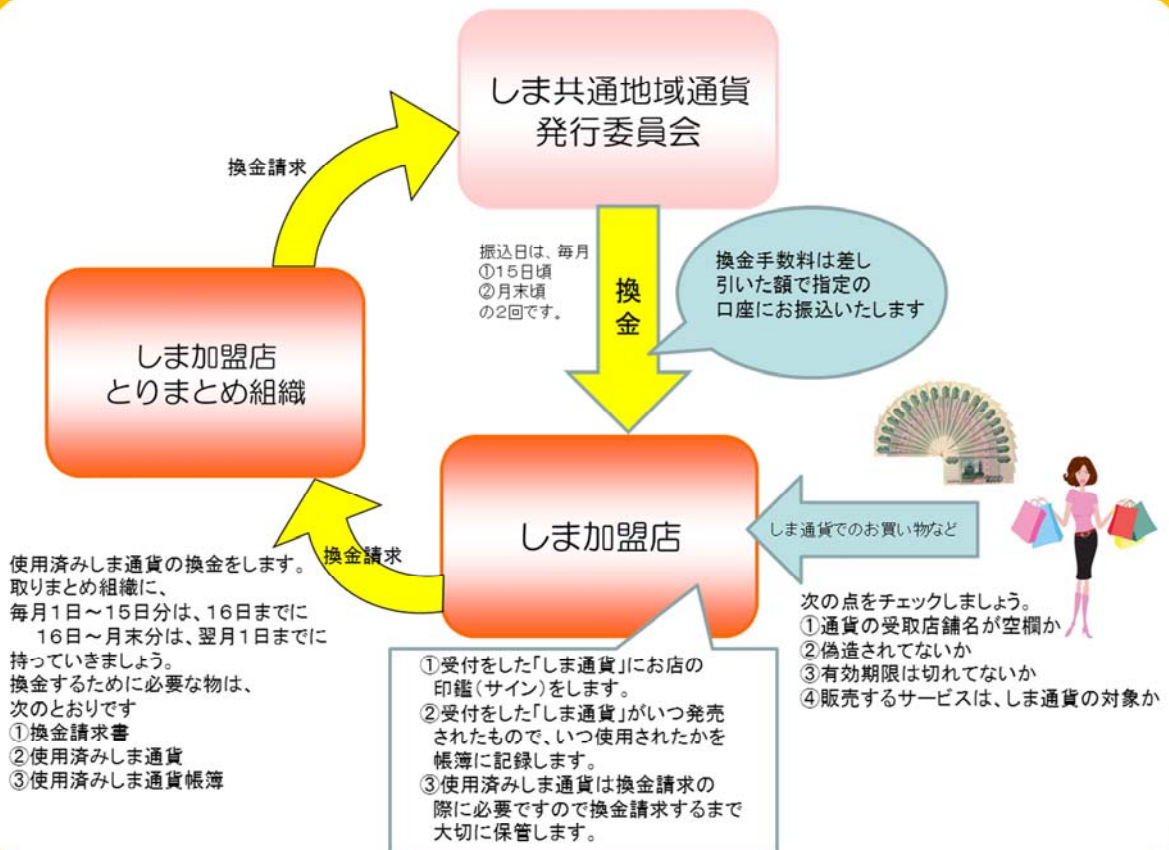 しま共通地域通貨
発行委員会
換金請求
振込日は、毎月
①15日頃
②月末頃
の2回です。
換金
換金手数料は差し
引いた額で指定の
口座にお振込いたします
しま加盟店
とりまとめ組織
しま加盟店
しま通貨でのお買い物など
換金請求
使用済みしま通貨の換金をします。
取りまとめ組織に、
毎月1日～15日分は、16日までに
16日～月末分は、翌月1日までに
持っていきましょう。
換金するために必要な物は、
次のとおりです
①換金請求書
②使用済みしま通貨
③使用済みしま通貨帳簿
①受付をした「しま通貨」にお店の
印鑑(サイン)をします。
②受付をした「しま通貨」がいつ発売
されたもので、いつ使用されたかを
帳簿に記録します。
③使用済みしま通貨は換金請求の
際に必要ですので換金請求するまで
大切に保管します。
次の点をチェックしましょう。
①通貨の受取店舗名が空欄か
②偽造されてないか
③有効期限は切れてないか
④販売するサービスは、しま通貨の対象か